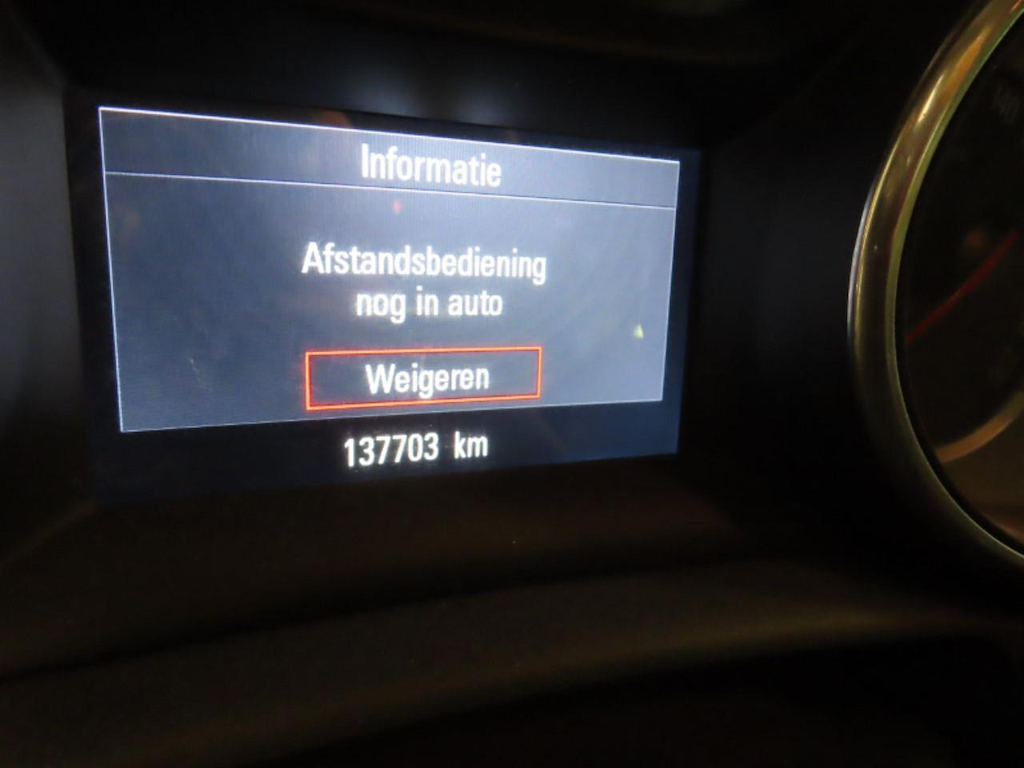 Informatie
Afstandsbediening
nog in auto
Weigeren
137703 km